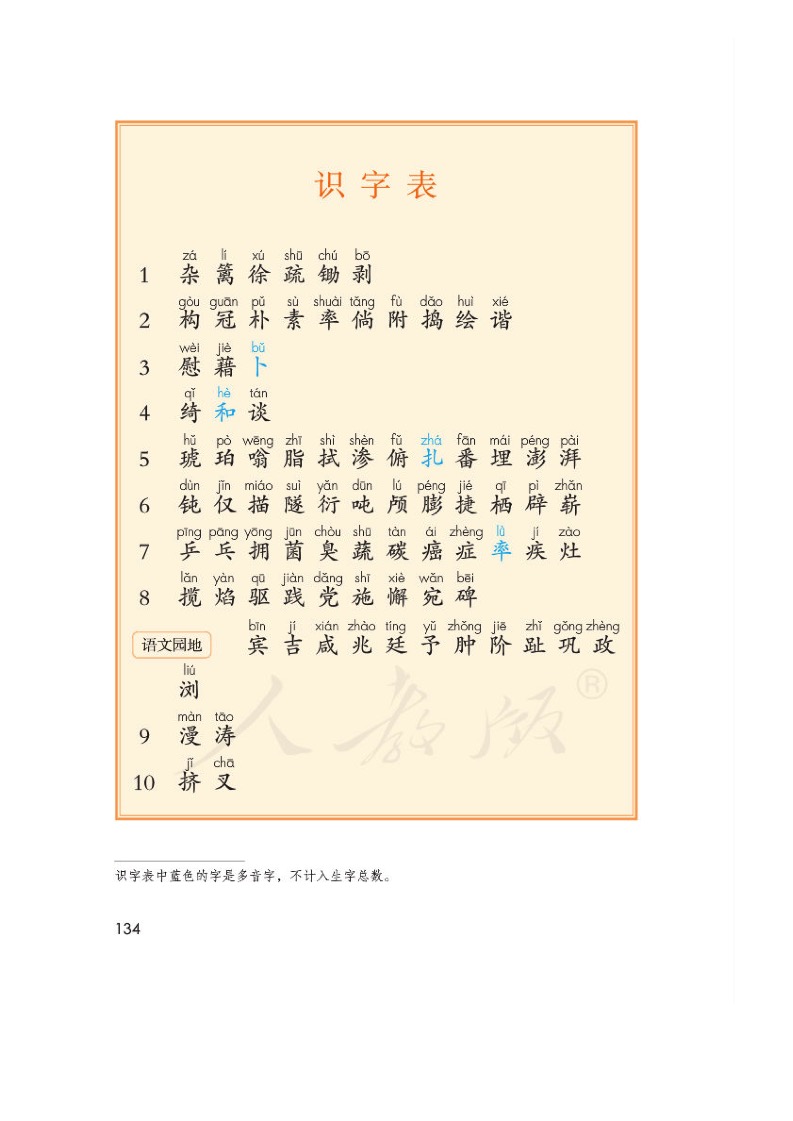 识字表
zá lí xú shū chú bō
1 杂 篱 徐 疏 锄 剥
gòu guān pǔ sù shuài tǎng fù dǎo huì xié
2 构 冠 朴 素 率 倘 附 捣 绘 谐
wèi jiè bǔ
3 慰 藉 卜
qǐ hè tán
4 绮 和 谈
hǔ pò wēng zhī shì shèn fǔ zhá fān mái péng pài
5 琥 珀 嗡 脂 拭 渗 俯 扎 番 埋 澎 湃
dùn jǐn miáo suì yǎn dūn lú péng jié qī pì zhǎn
6 钝 仅 描 隧 衍 吨 颅 膨 捷 栖 辟 崭
pīng pāng yōng jūn chòu shū tàn ái zhèng lǜ jí zào
7 乒 乓 拥 菌 臭 蔬 碳 癌 症 率 疾 灶
lǎn yàn qū jiàn dǎng shī xiè wǎn bēi
8 揽 焰 驱 践 党 施 懈 宛 碑
bīn jí xián zhào tíng yǔ zhǒng jiē zhǐ gǒng zhèng
语文园地 宾 吉 咸 兆 廷 予 肿 阶 趾 巩 政
liú
浏
màn tāo
9 漫 涛
jǐ chā
10 挤 叉
人教版®
识字表中蓝色的字是多音字，不计入生字总数。
134